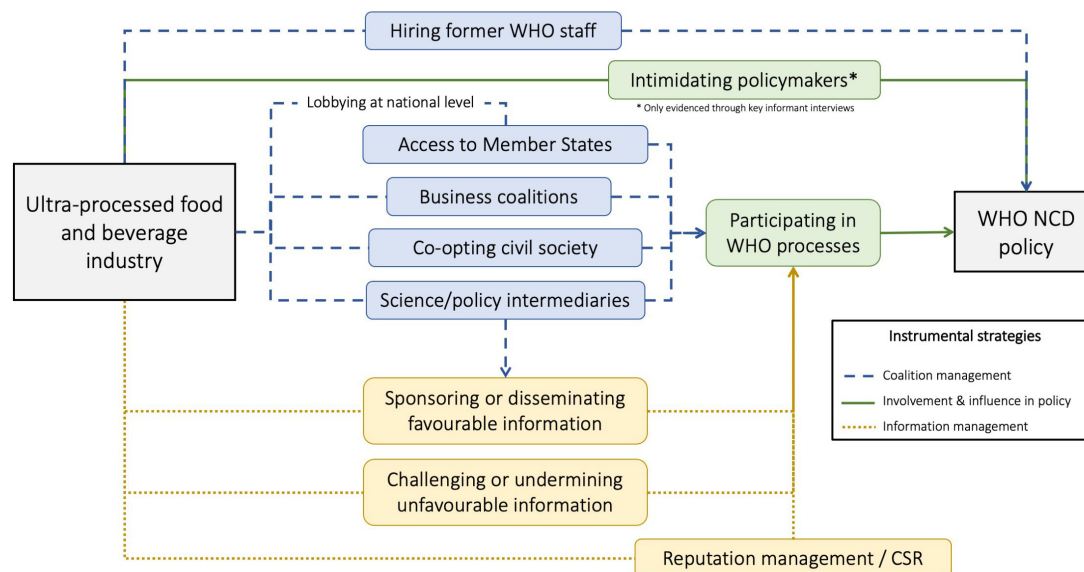 Hiring former WHO staff
Intimidating policymakers*
* Only evidenced through key informant interviews
Lobbying at national level
Access to Member States
Business coalitions
Co-opting civil society
Science/policy intermediaries
Ultra-processed food
and beverage
industry
Participating in
WHO processes
WHO NCD
policy
Sponsoring or disseminating
favourable information
Challenging or undermining
unfavourable information
Reputation management / CSR
Instrumental strategies
Coalition management
Involvement & influence in policy
Information management